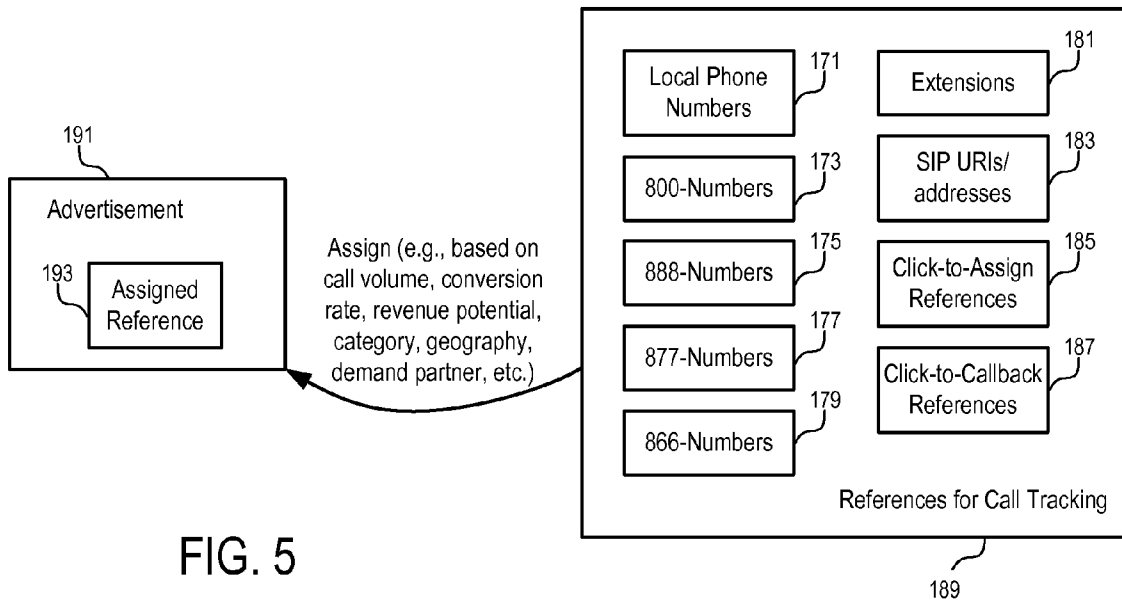 191
Advertisement
193
Assigned
Reference
Assign (e.g., based on
call volume, conversion
rate, revenue potential,
category, geography,
demand partner, etc.)
Local Phone
Numbers
171
800-Numbers
173
888-Numbers
175
877-Numbers
177
866-Numbers
179
Extensions
181
SIP URIs/
addresses
183
Click-to-Assign
References
185
Click-to-Callback
References
187
References for Call Tracking
189
FIG. 5